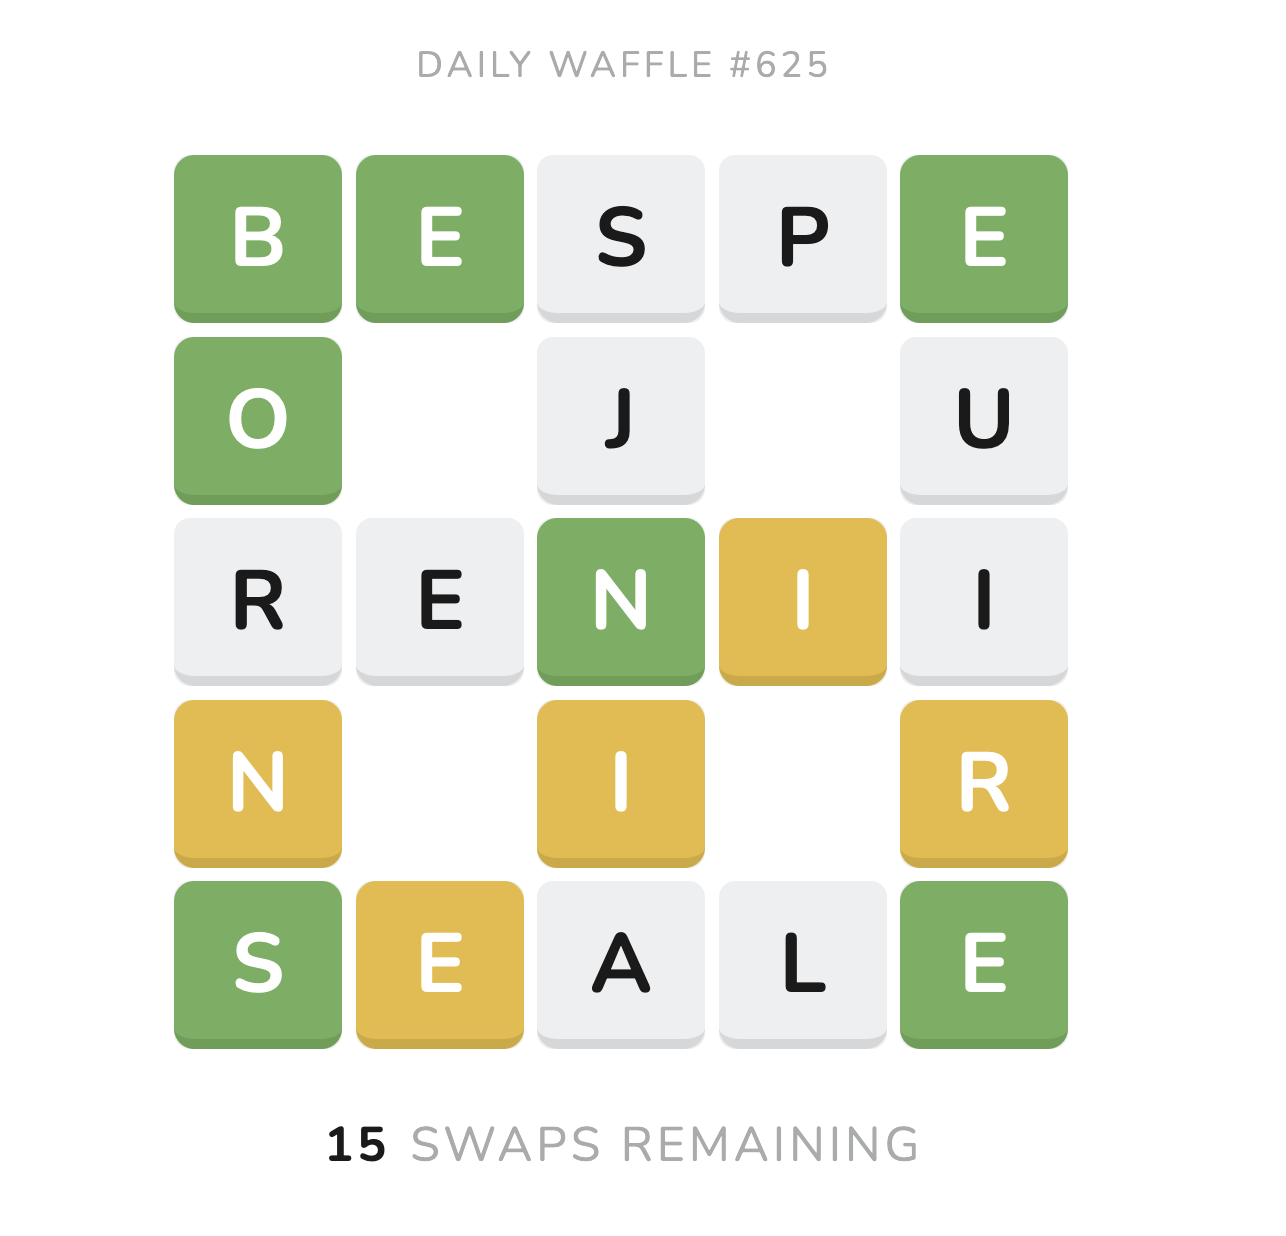 DAILY WAFFLE #625
B E S P E
O J U
R E N I I
N I R
S E A L E
15 SWAPS REMAINING